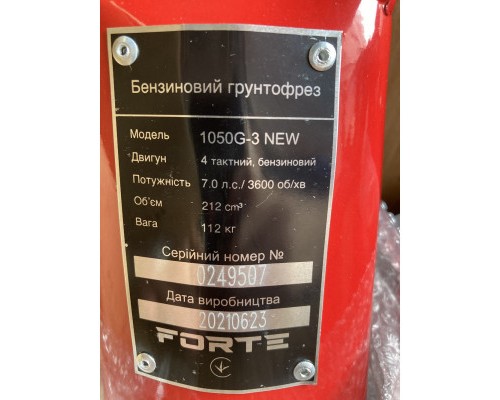 Бензиновий грунтофрез
Модель 1050G-3 NEW
Двигун 4 тактний, бензиновий
Потужність 7.0 л.с./ 3600 об/хв
Об'єм 212 cm³
Вага 112 кг
Серійний номер №
0249507
Дата виробництва
20210623
FORTE